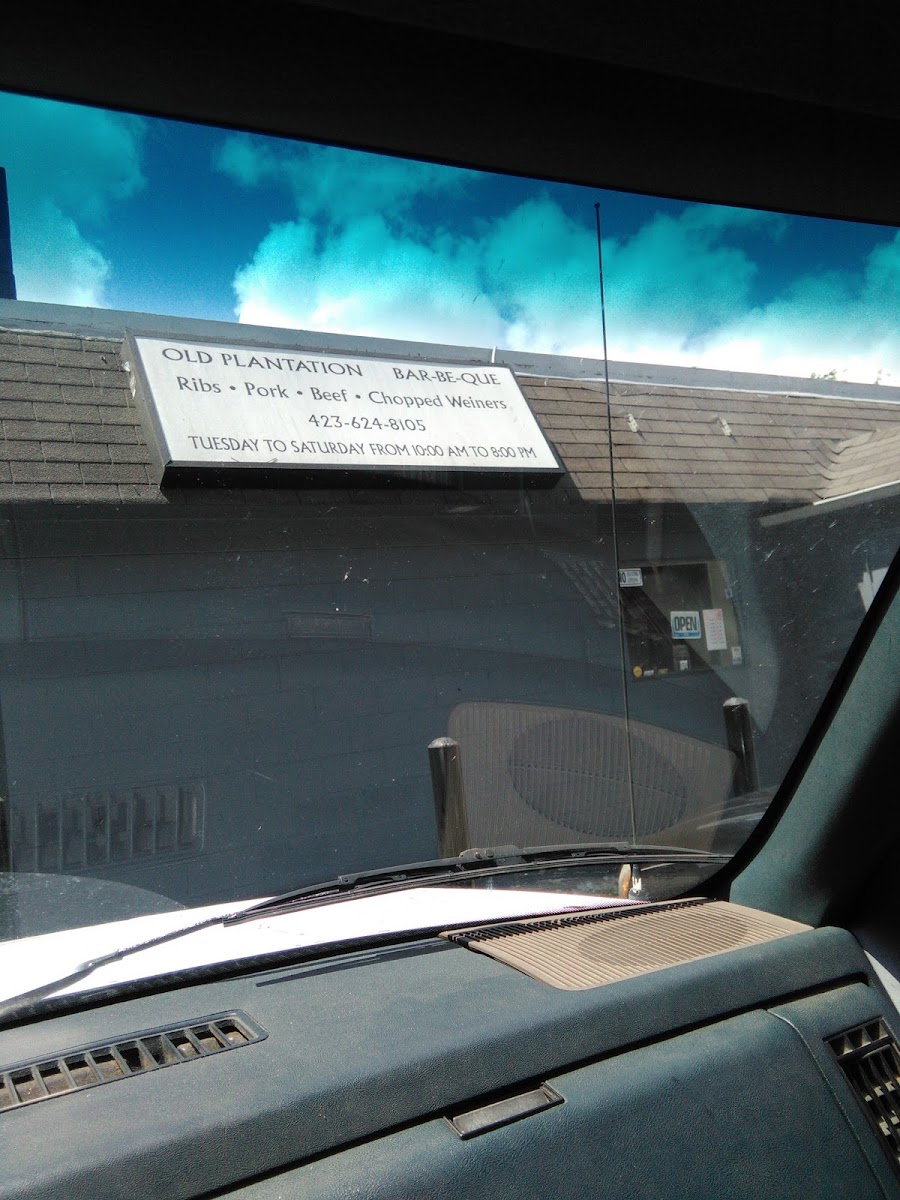 OLD PLANTATION BAR-BE-QUE
Ribs • Pork • Beef • Chopped Weiners
423-624-8105
TUESDAY TO SATURDAY FROM 10:00 AM TO 8:00 PM
OPEN